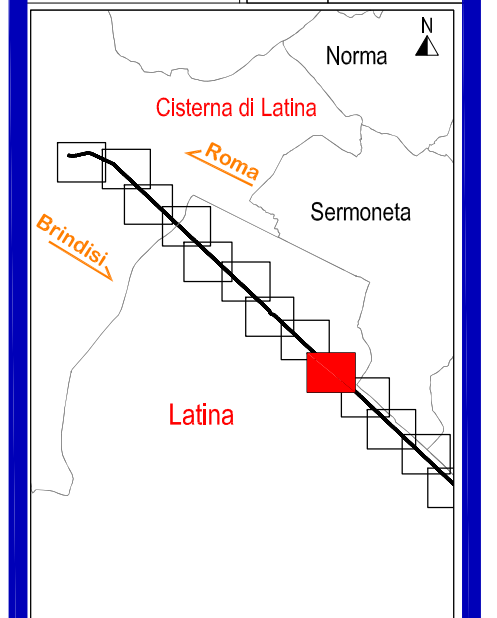 N
Norma
Cisterna di Latina
Roma
Sermoneta
Brindisi
Latina